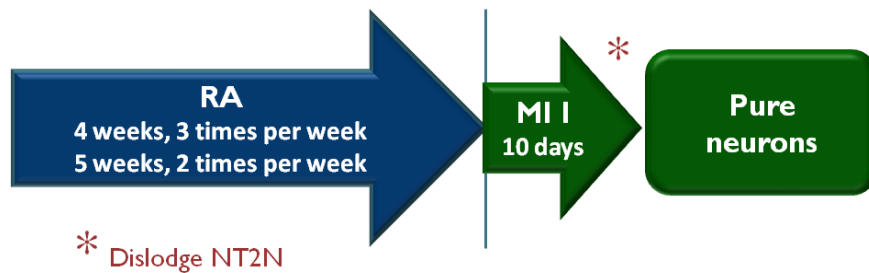 RA
4 weeks, 3 times per week
5 weeks, 2 times per week
MI I
10 days
*
Pure
neurons
* Dislodge NT2N